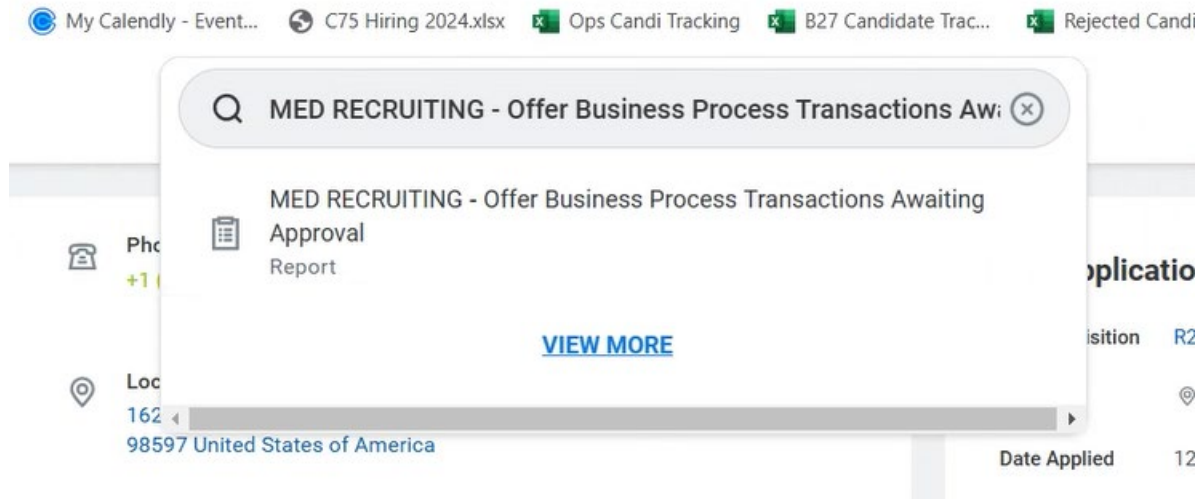 My Calendly - Event... C75 Hiring 2024.xlsx Ops Candi Tracking B27 Candidate Trac... Rejected Candi
MED RECRUITING - Offer Business Process Transactions Awa
MED RECRUITING - Offer Business Process Transactions Awaiting
Approval
Report
VIEW MORE
Pho
+1 (
Loc
162
98597 United States of America
pplicatio
isition R2
Date Applied 12